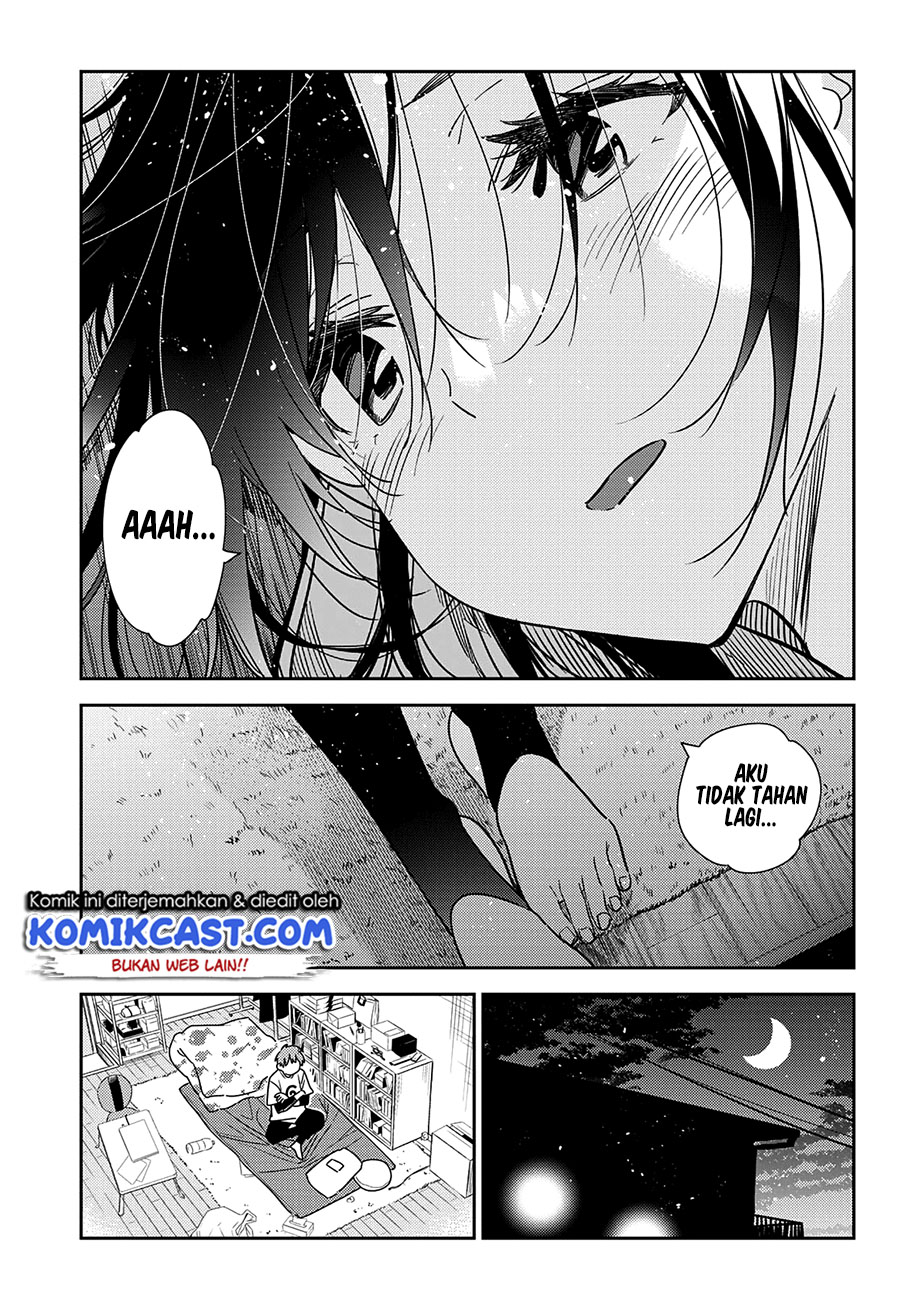 AAAH...
AKU
TIDAK TAHAN
LAGI...
Komik ini diterjemahkan & diedit oleh
KOMIKCAST.COM
BUKAN WEB LAIN!!